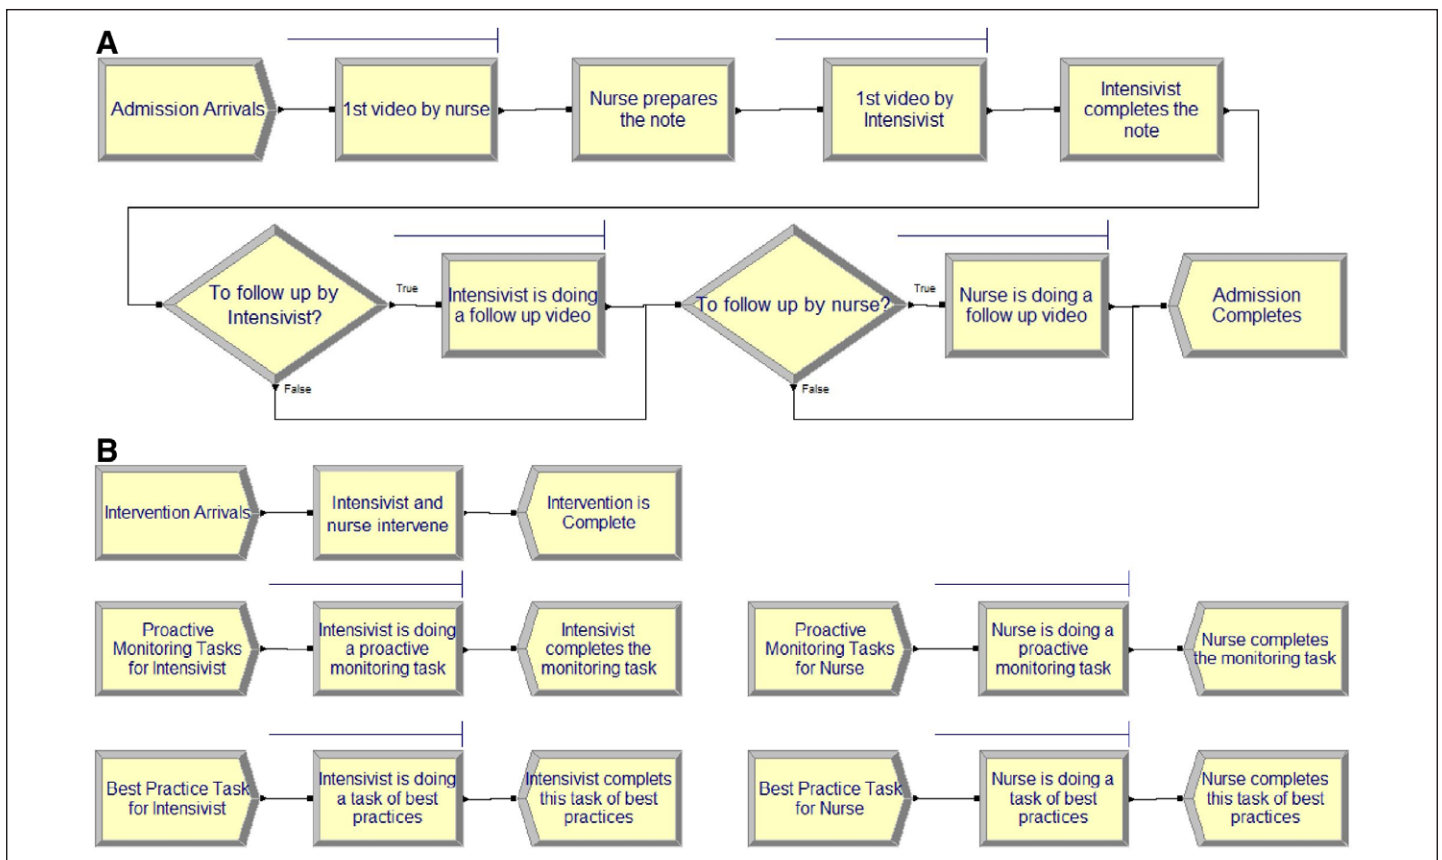 A
Admission Arrivals
1st video by nurse
Nurse prepares
the note
1st video by
Intensivist
Intensivist
completes the
note
To follow up by
Intensivist?
True
False
Intensivist is doing
a follow up video
To follow up by nurse?
True
False
Nurse is doing a
follow up video
Admission
Completes
B
Intervention Arrivals
Intensivist and
nurse intervene
Intervention is
Complete
Proactive
Monitoring Tasks
for Intensivist
Intensivist is doing
a proactive
monitoring task
Intensivist
completes the
monitoring task
Proactive
Monitoring Tasks
for Nurse
Nurse is doing a
proactive
monitoring task
Nurse completes
the monitoring task
Best Practice Task
for Intensivist
Intensivist is doing
a task of best
practices
Intensivist complets
this task of best
practices
Best Practice Task
for Nurse
Nurse is doing a
task of best
practices
Nurse completes
this task of best
practices